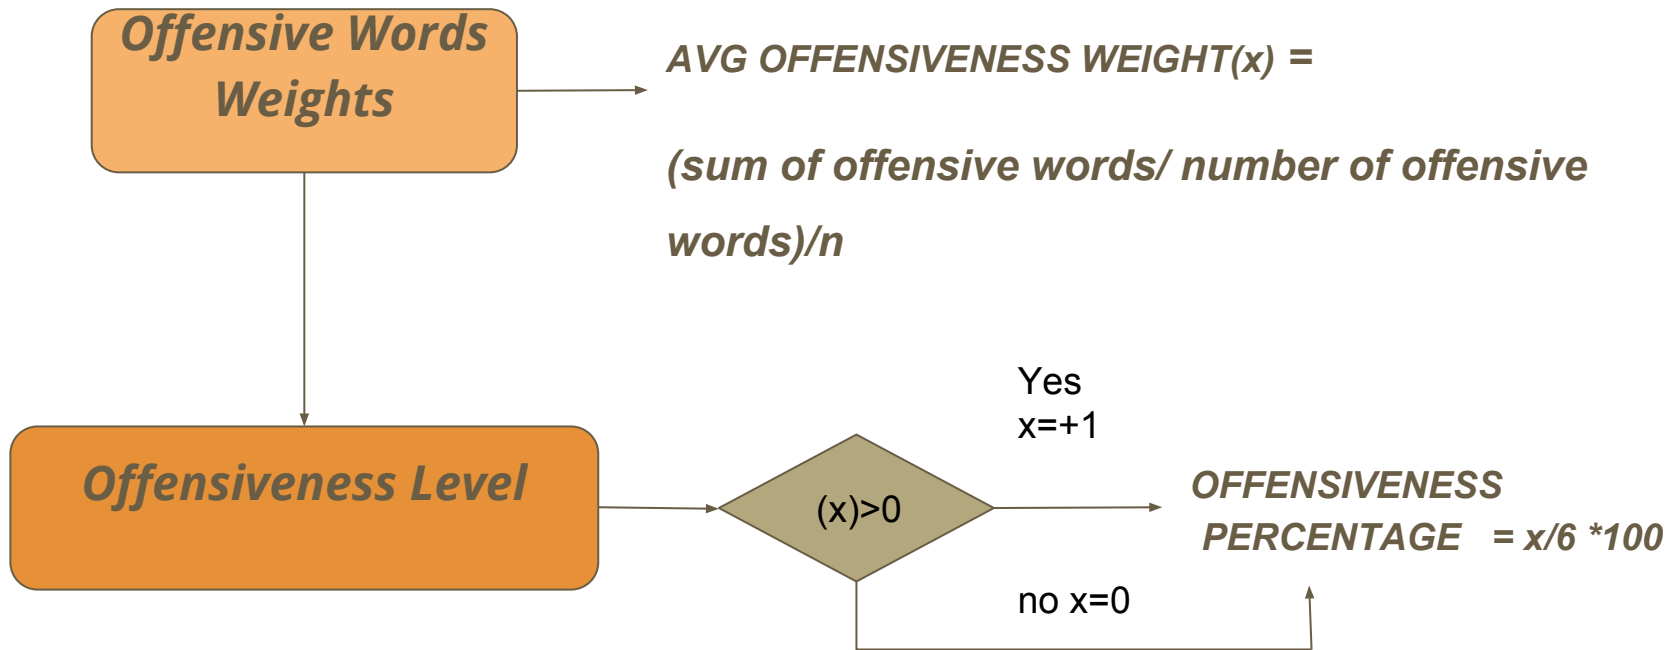 Offensive Words
Weights
AVG OFFENSIVENESS WEIGHT(x) =
(sum of offensive words/ number of offensive
words)/n
Offensiveness Level
(x)>0
Yes
x=+1
OFFENSIVENESS
PERCENTAGE = x/6 *100
no x=0